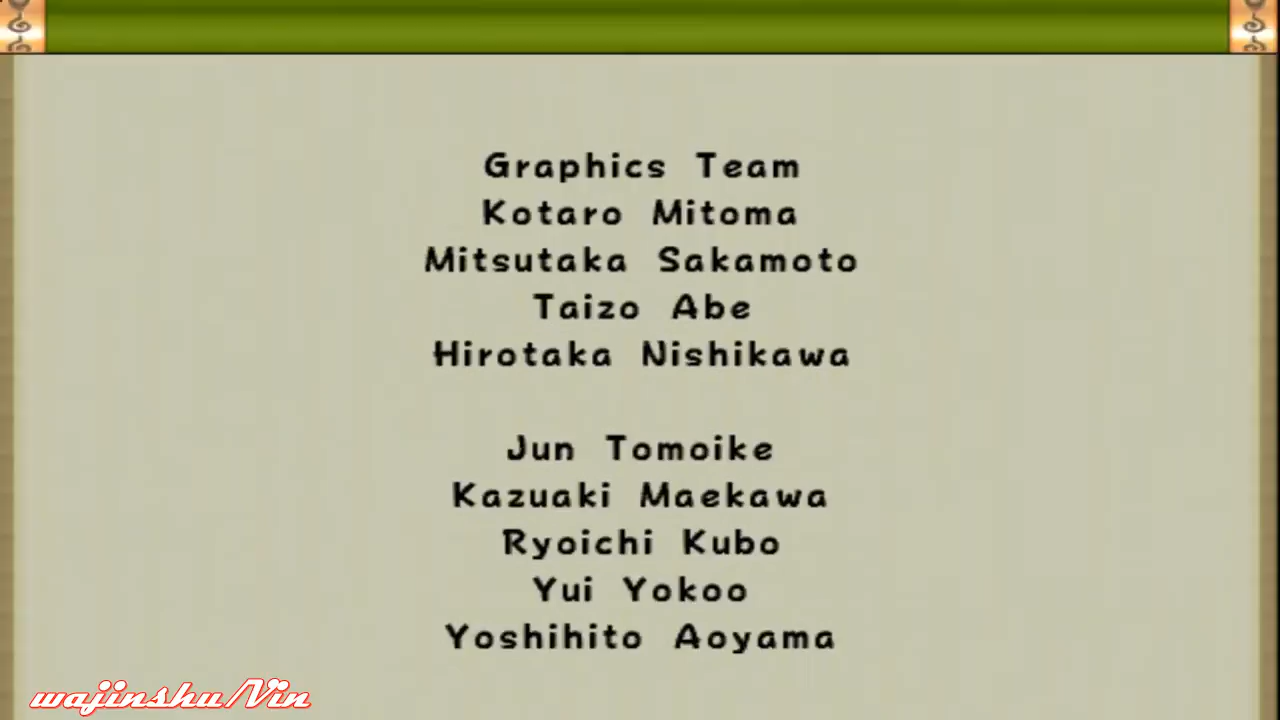 Graphics Team
Kotaro Mitoma
Mitsutaka Sakamoto
Taizo Abe
Hirotaka Nishikawa
Jun Tomoike
Kazuaki Maekawa
Ryoichi Kubo
Yui Yokoo
Yoshihito Aoyama
wajinshu/Vin